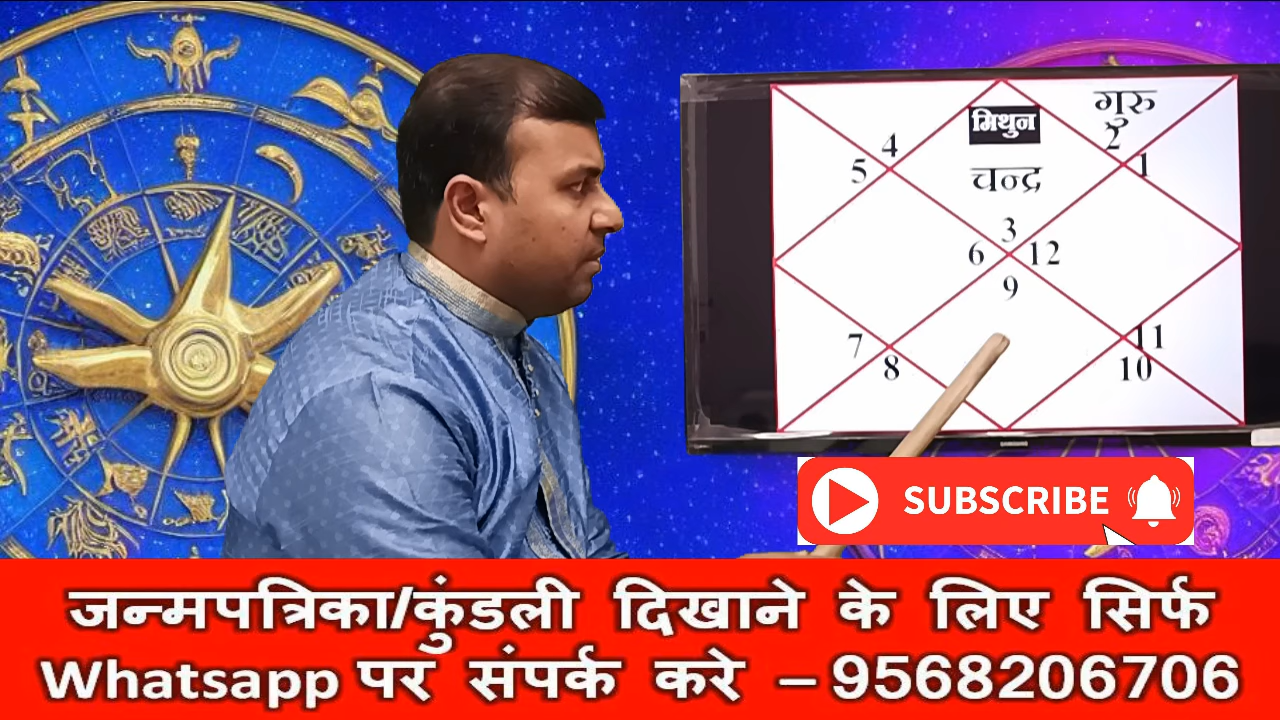 गुरु
मिथुन
2
4
5
1
चन्द्र
3
6
12
9
7
11
8
10
SUBSCRIBE
जन्मपत्रिका/कुंडली दिखाने के लिए सिर्फ
Whatsapp पर संपर्क करे – 9568206706